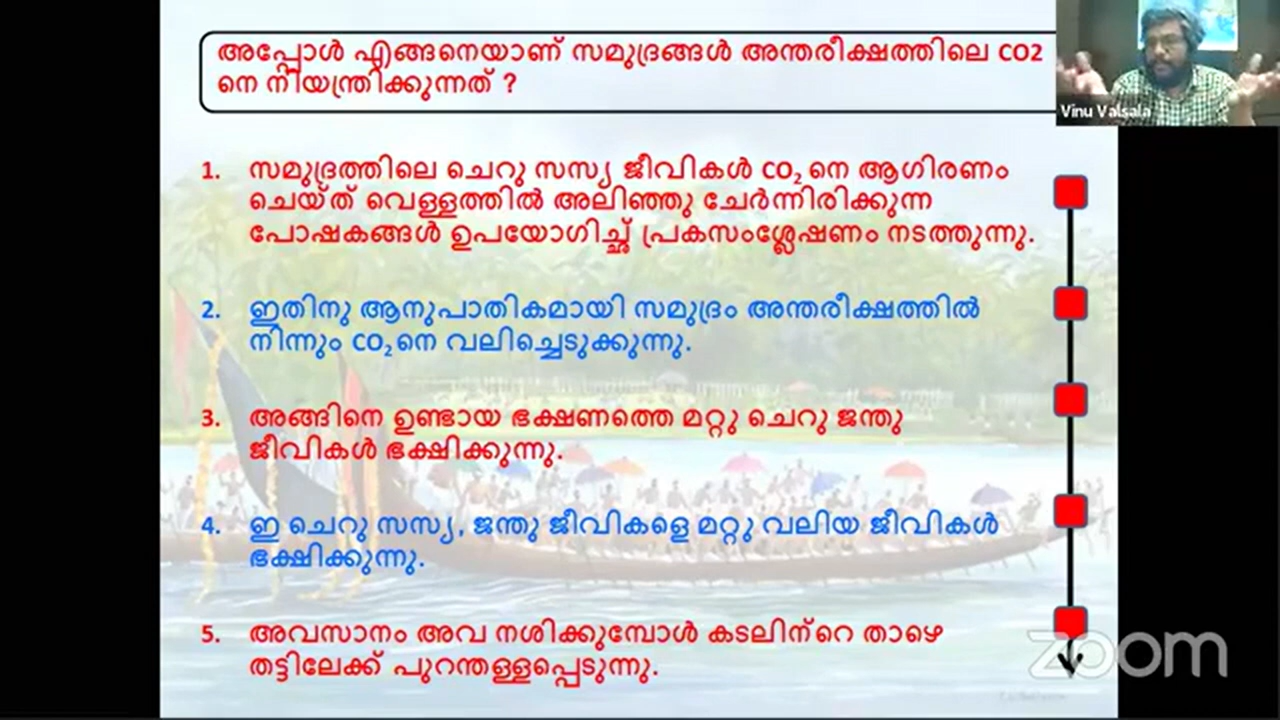 അപ്പോൾ എങ്ങനെയാണ് സമുദ്രങ്ങൾ അന്തരീക്ഷത്തിലെ CO2
നെ നിയന്ത്രിക്കുന്നത് ?
Vinu Valsala
1. സമുദ്രത്തിലെ ചെറു സസ്യ ജീവികൾ CO₂ നെ ആഗിരണം
ചെയ്ത് വെള്ളത്തിൽ അലിഞ്ഞു ചേർന്നിരിക്കുന്ന
പോഷകങ്ങൾ ഉപയോഗിച്ച് പ്രകസംശ്ലേഷണം നടത്തുന്നു.
2. ഇതിനു ആനുപാതികമായി സമുദ്രം അന്തരീക്ഷത്തിൽ
നിന്നും CO₂ നെ വലിച്ചെടുക്കുന്നു.
3. അങ്ങിനെ ഉണ്ടായ ഭക്ഷണത്തെ മറ്റു ചെറു ജന്തു
ജീവികൾ ഭക്ഷിക്കുന്നു.
4. ഇ ചെറു സസ്യ, ജന്തു ജീവികളെ മറ്റു വലിയ ജീവികൾ
ഭക്ഷിക്കുന്നു.
5. അവസാനം അവ നശിക്കുമ്പോൾ കടലിന്റെ താഴെ
തട്ടിലേക്ക് പുറന്തള്ളപ്പെടുന്നു.
zoom